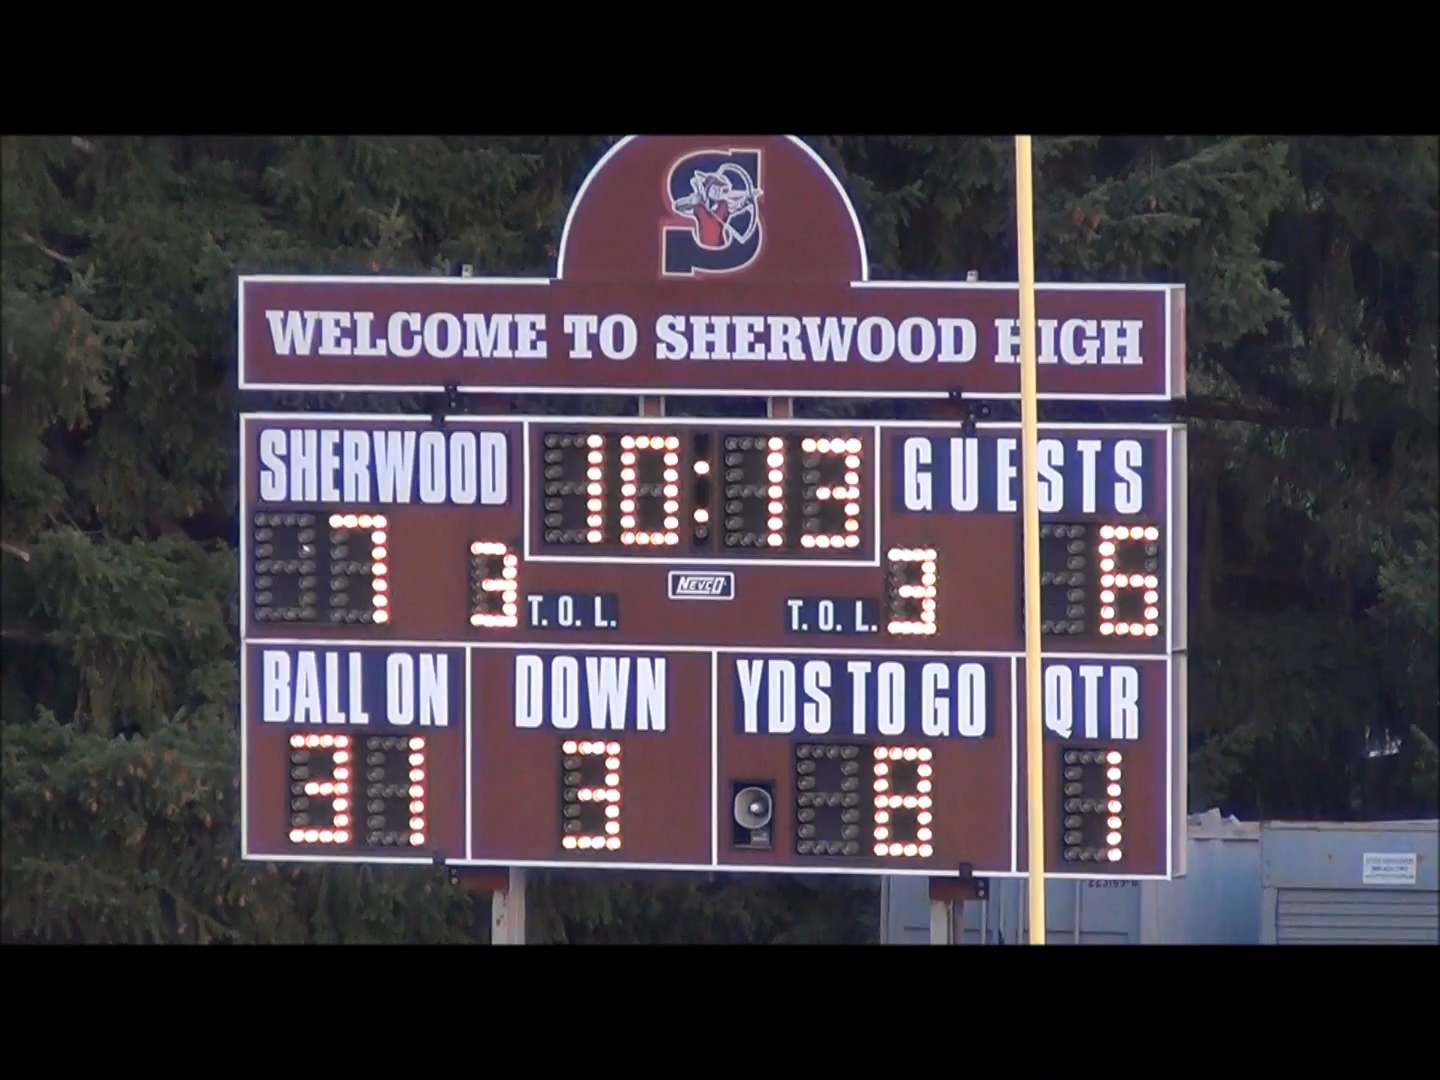 S
WELCOME TO SHERWOOD HIGH
SHERWOOD 10:13 GUESTS
7 3 T. O. L. NEVCO T. O. L. 3 6
BALL ON DOWN YDS TO GO QTR
31 3 8 1